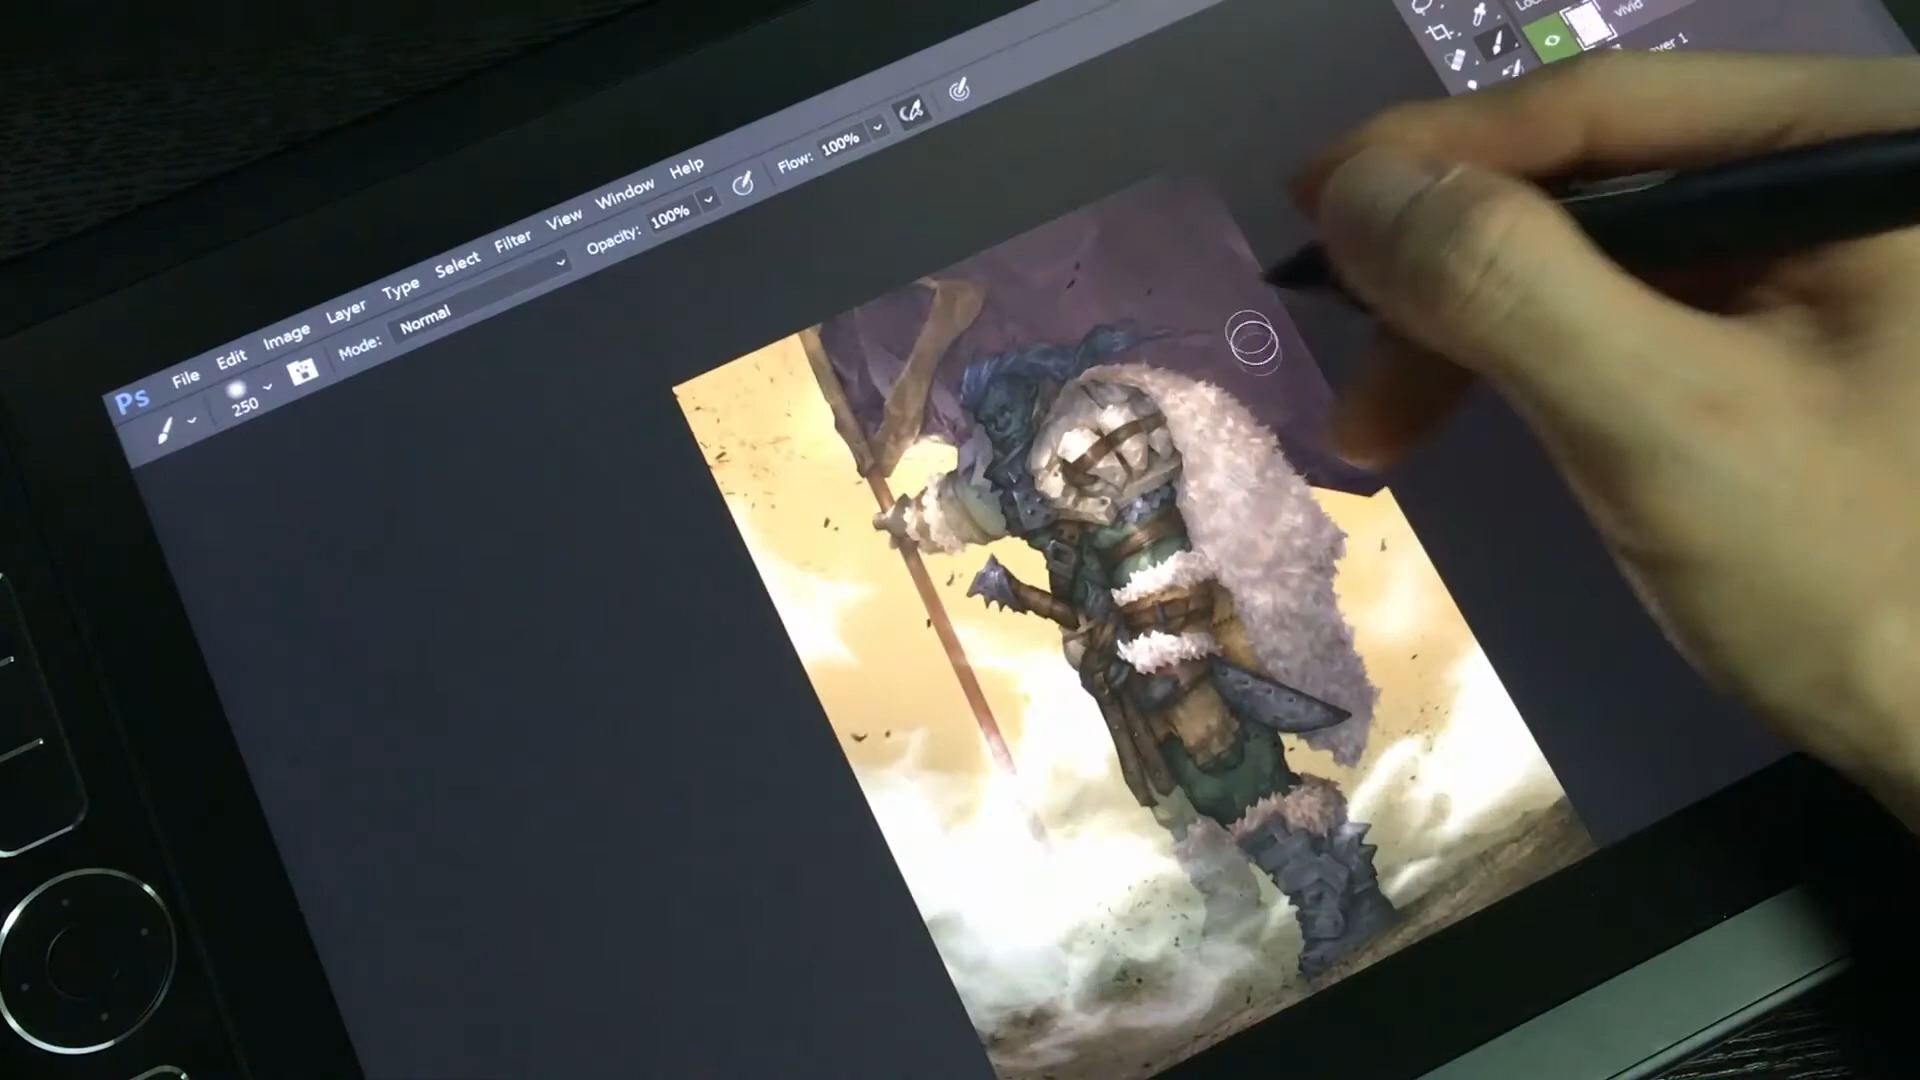 Ps File Edit Image Layer Type Select Filter View Window Help
250 Mode: Normal Opacity: 100% Flow: 100%
vivid